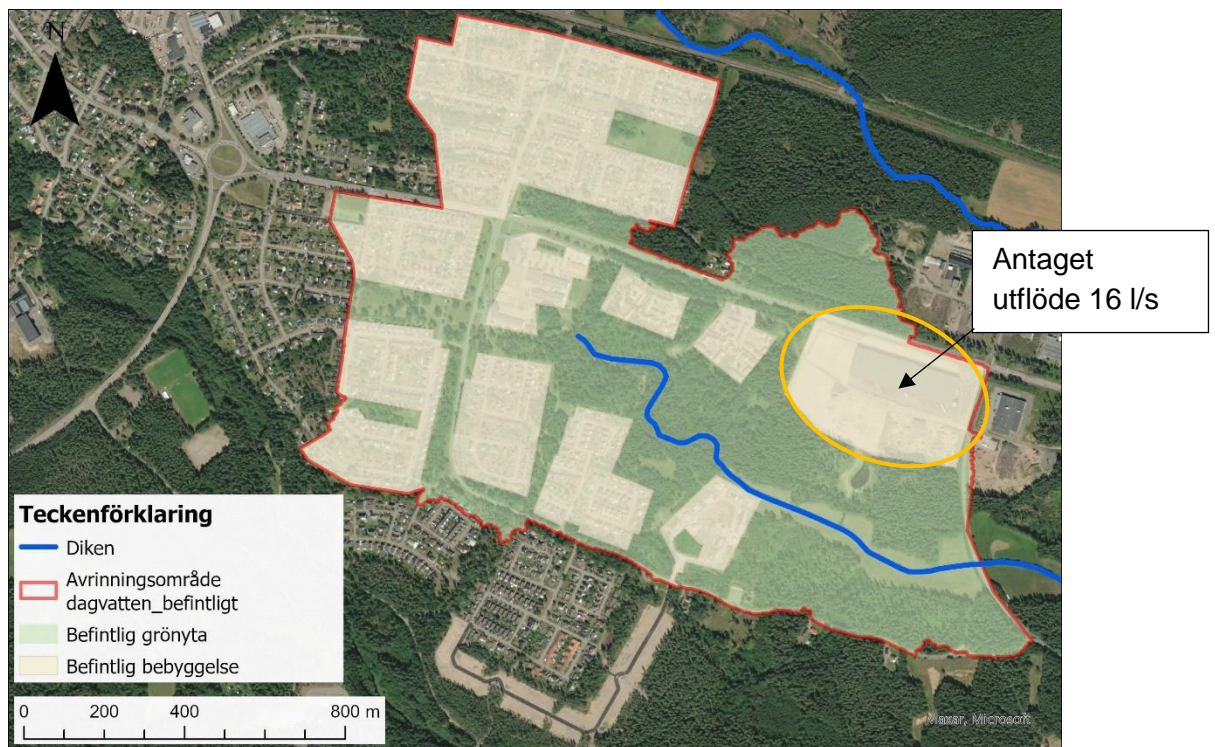 N
Antaget
utflöde 16 l/s
Teckenförklaring
Diken
Avrinningsområde
dagvatten_befintligt
Befintlig grönyta
Befintlig bebyggelse
0 200 400 800 m
Maxar, Microsoft